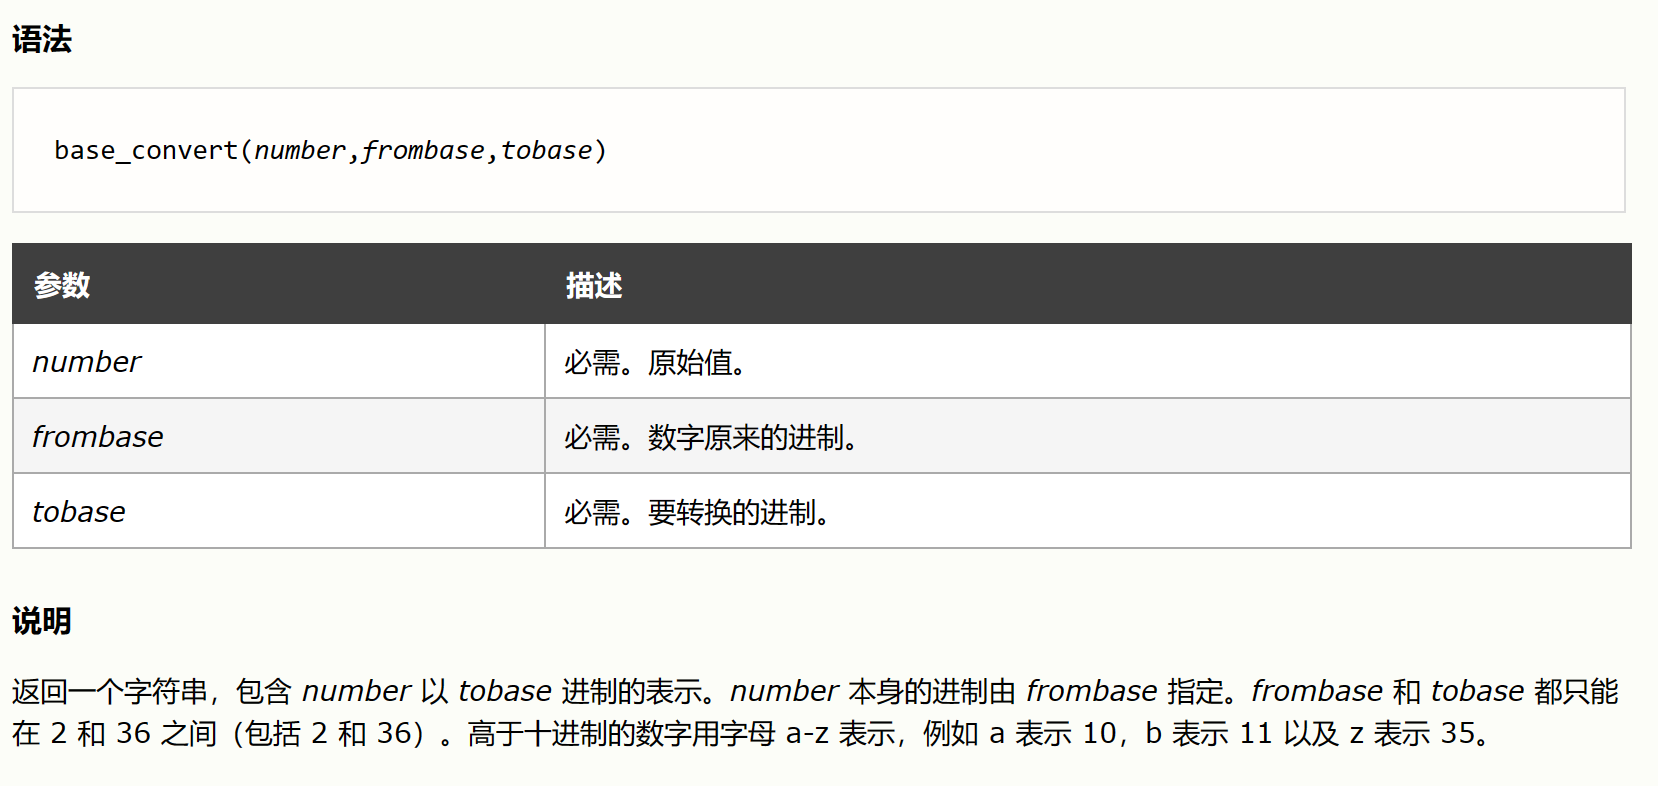 语法
base_convert(number,frombase,tobase)
参数 描述
number 必需。原始值。
frombase 必需。数字原来的进制。
tobase 必需。要转换的进制。
说明
返回一个字符串，包含 number 以 tobase 进制的表示。number 本身的进制由 frombase 指定。frombase 和 tobase 都只能
在 2 和 36 之间（包括 2 和 36）。高于十进制的数字用字母 a-z 表示，例如 a 表示 10，b 表示 11 以及 z 表示 35。